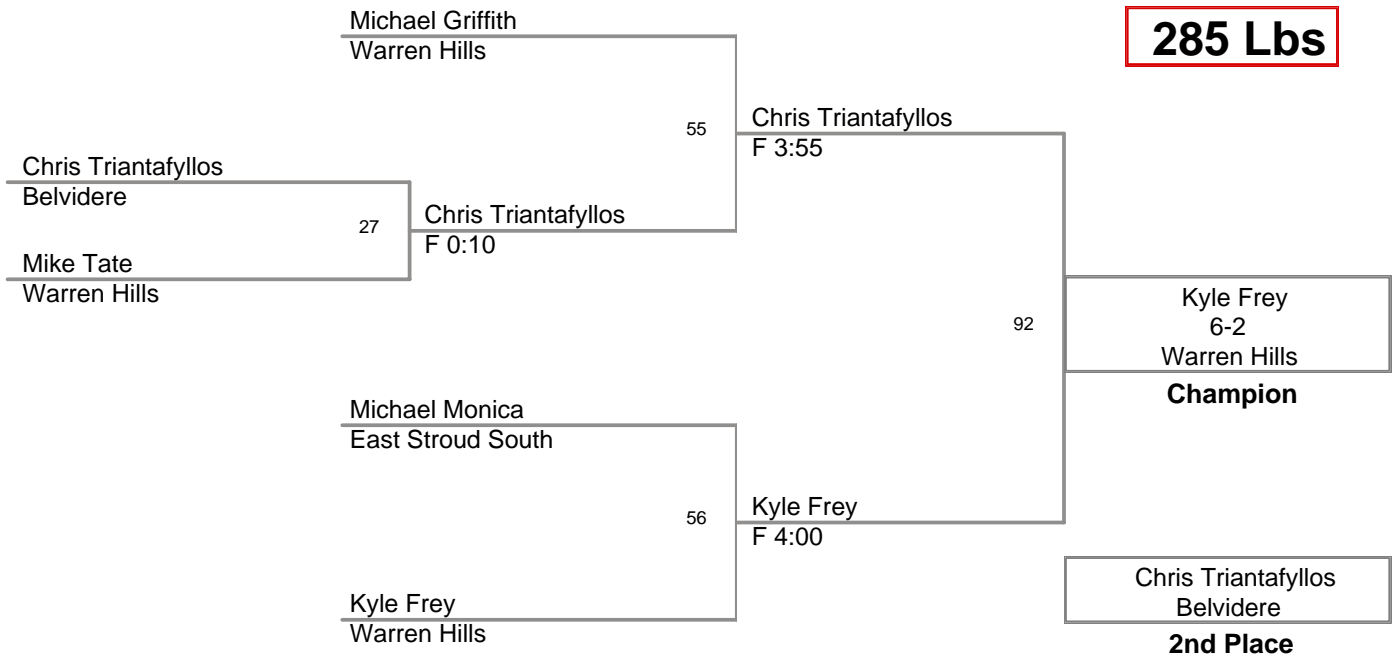 Michael Griffith
Warren Hills
285 Lbs
55
Chris Triantafyllos
F 3:55
Chris Triantafyllos
Belvidere
27
Chris Triantafyllos
F 0:10
Mike Tate
Warren Hills
92
Kyle Frey
6-2
Warren Hills
Champion
Michael Monica
East Stroud South
56
Kyle Frey
F 4:00
Kyle Frey
Warren Hills
Chris Triantafyllos
Belvidere
2nd Place